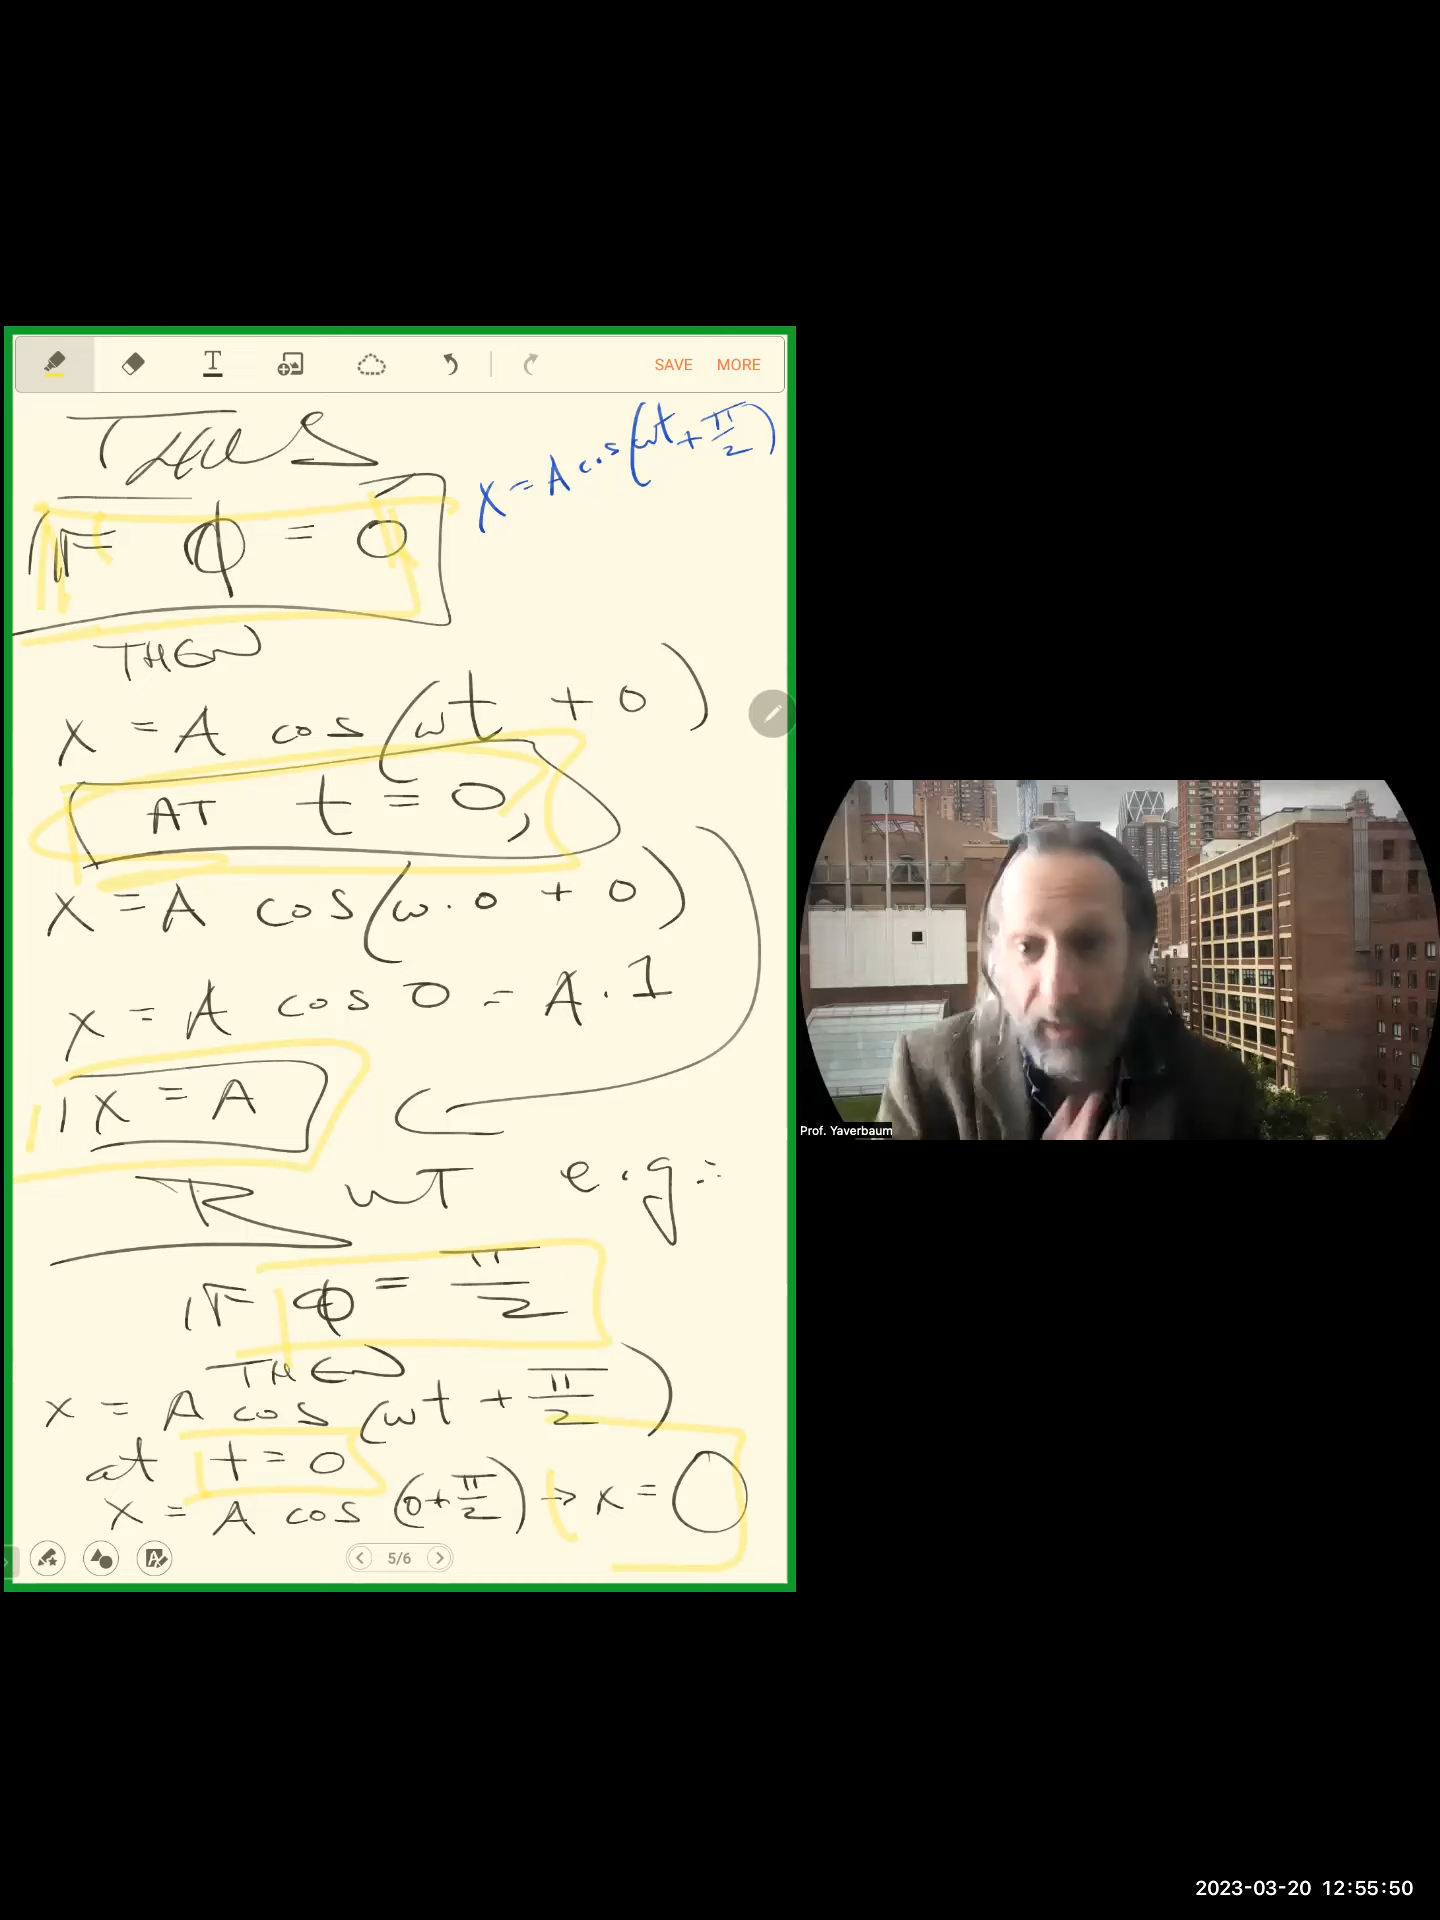 SAVE MORE
THUS
x = A cos(ωt + π/2)
IF ϕ = 0
THEN
x = A cos(ωt + 0)
AT t = 0,
x = A cos(ω·0 + 0)
x = A cos 0 = A·1
x = A
e.g.:
IF ϕ = π/2
THEN
x = A cos(ωt + π/2)
at t = 0
x = A cos(0 + π/2) → x = 0
5/6
Prof. Yaverbaum
2023-03-20 12:55:50